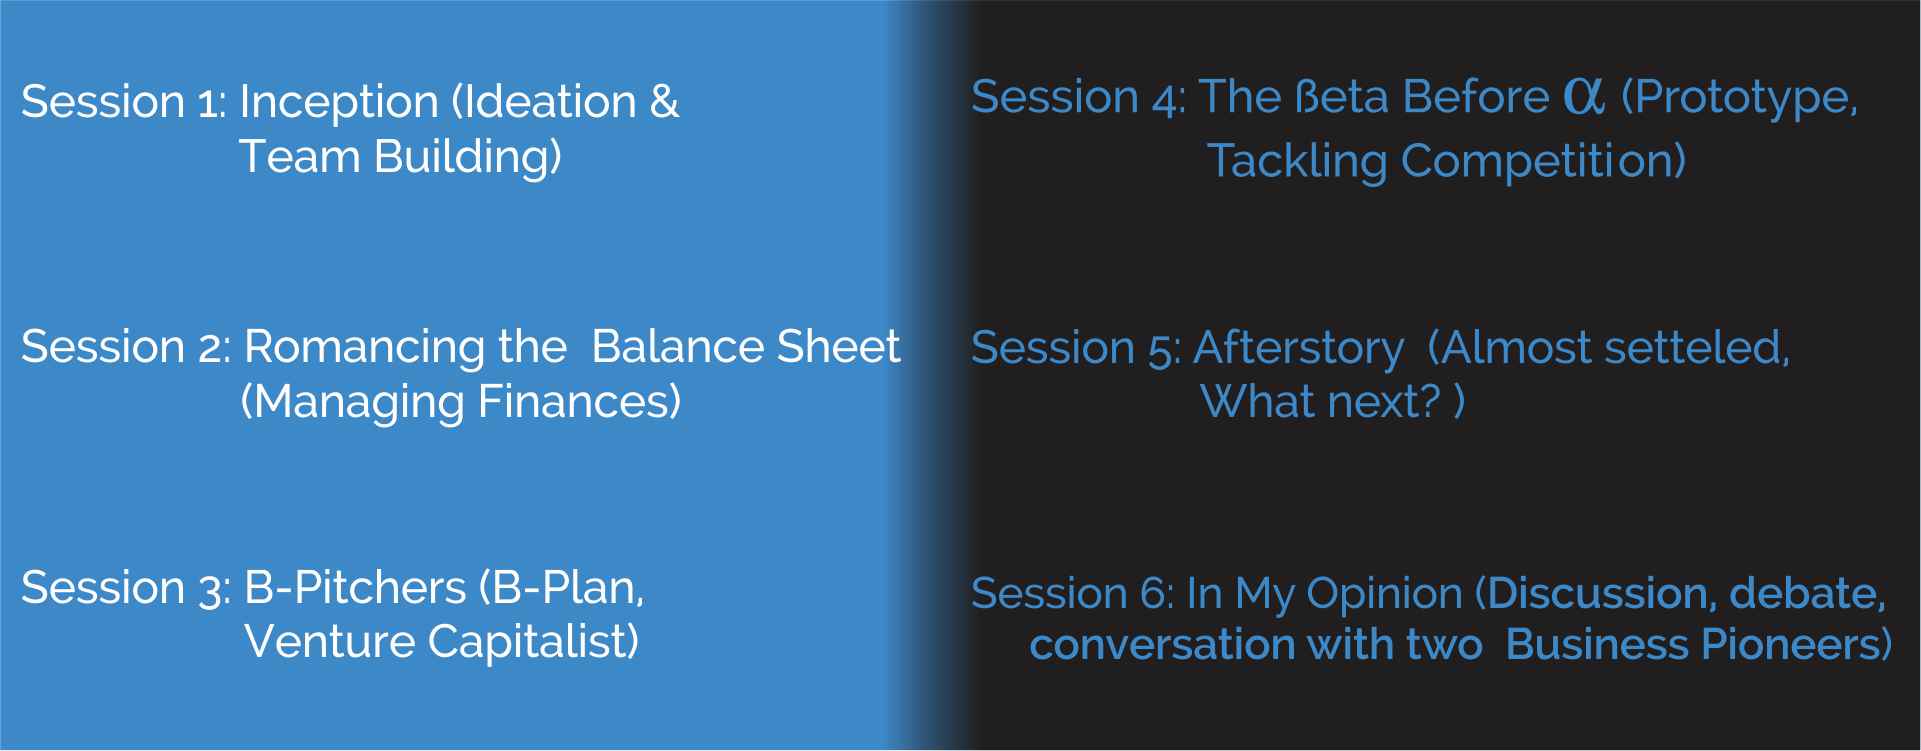 Session 1: Inception (Ideation &
Team Building)
Session 2: Romancing the Balance Sheet
(Managing Finances)
Session 3: B-Pitchers (B-Plan,
Venture Capitalist)
Session 4: The ßeta Before α (Prototype,
Tackling Competition)
Session 5: Afterstory (Almost setteled,
What next? )
Session 6: In My Opinion (Discussion, debate,
conversation with two Business Pioneers)